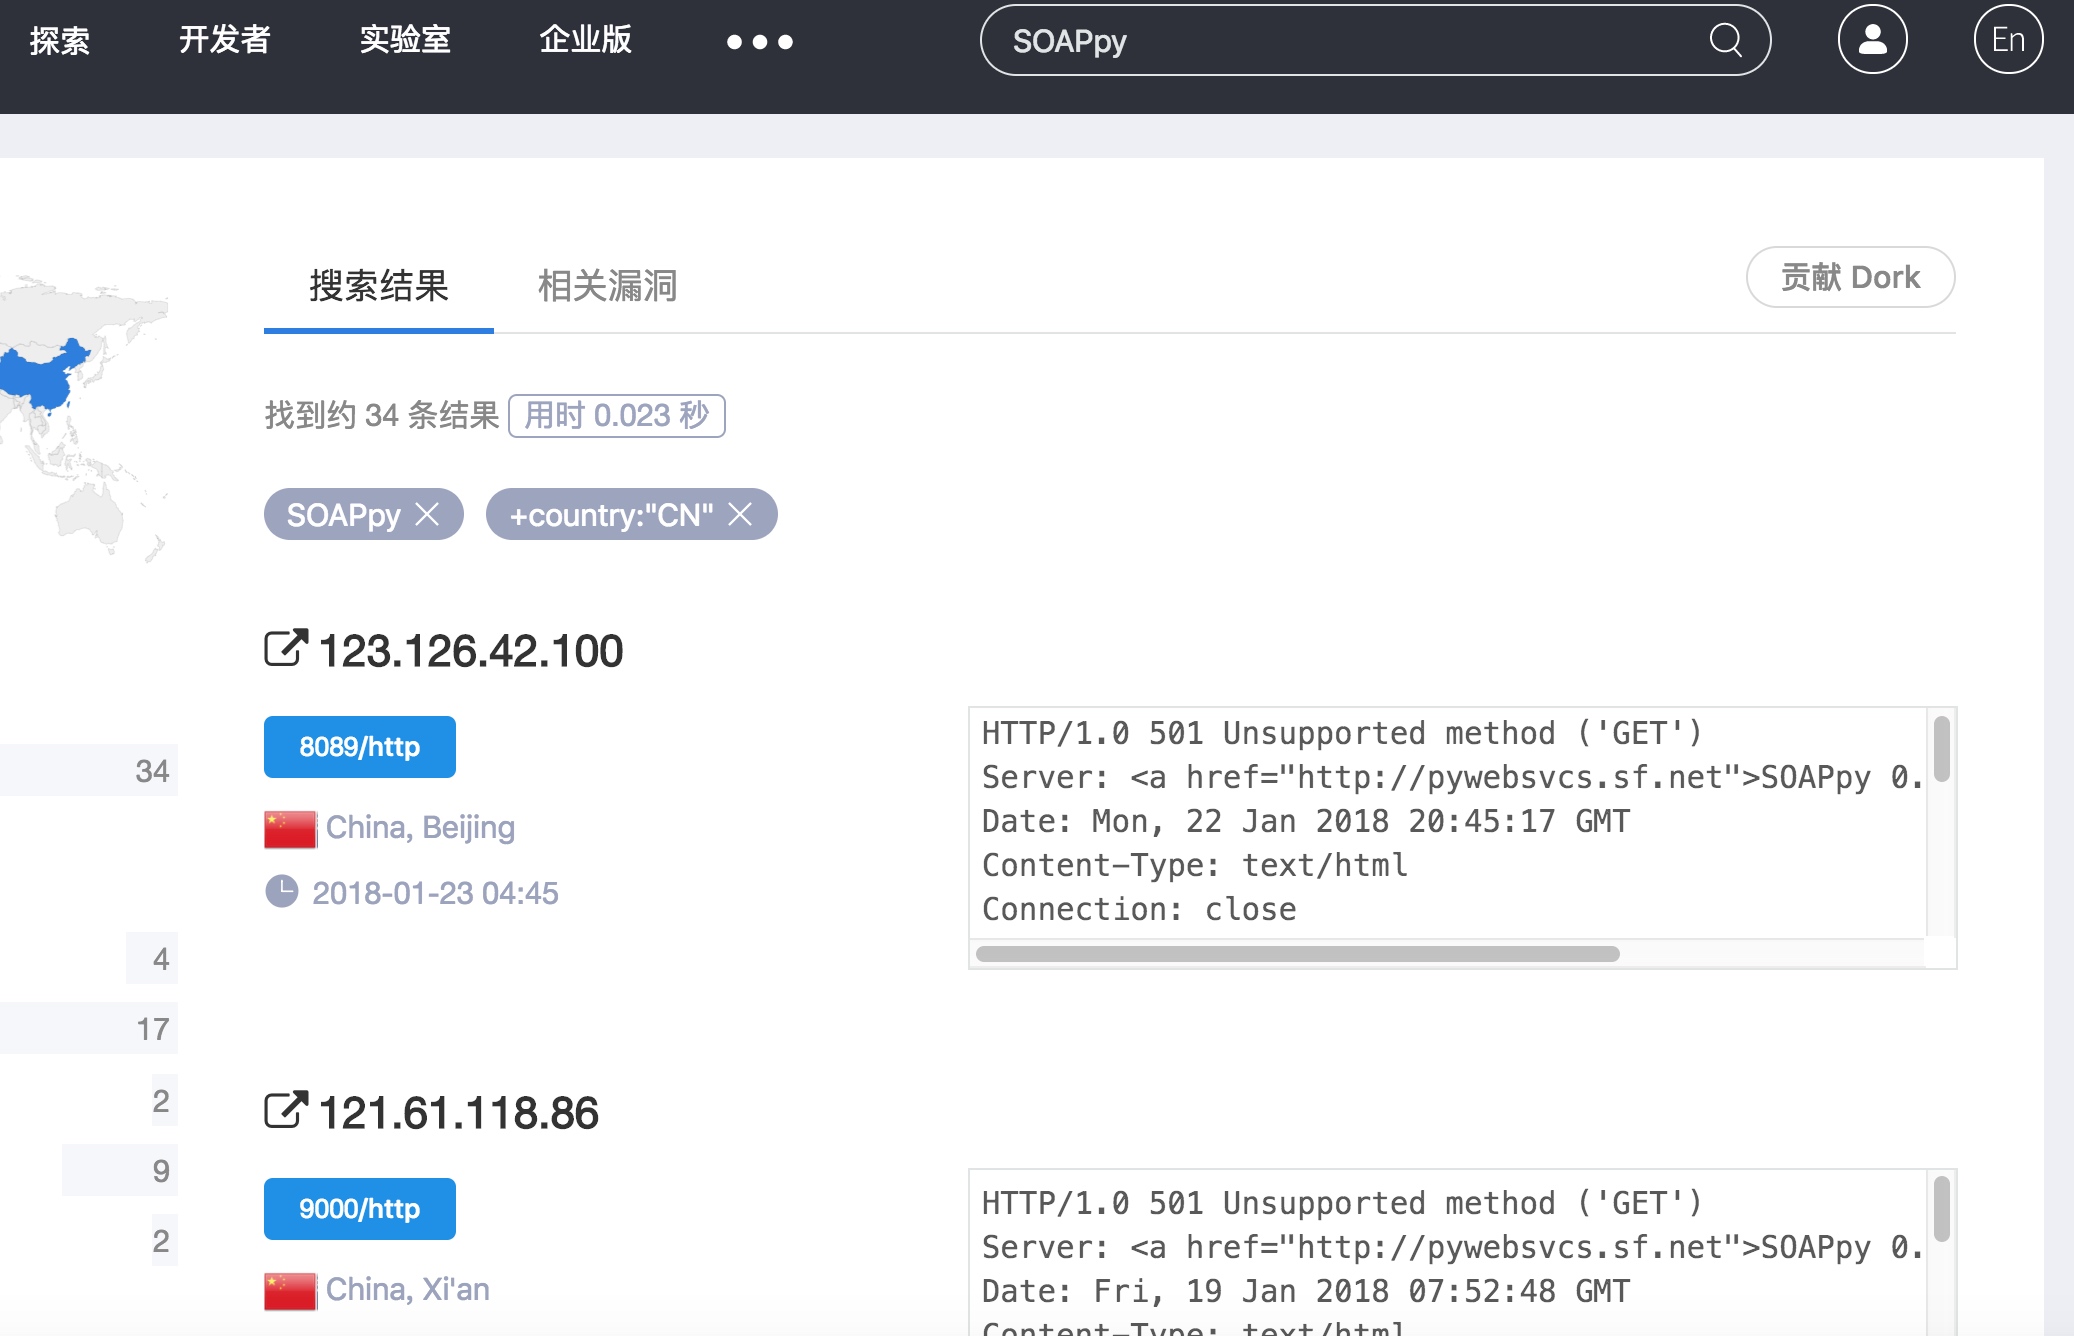 探索 开发者 实验室 企业版 ••• SOAPpy En
搜索结果 相关漏洞 贡献 Dork
找到约 34 条结果 用时 0.023 秒
SOAPpy × +country:"CN" ×
123.126.42.100
8089/http
China, Beijing
2018-01-23 04:45
HTTP/1.0 501 Unsupported method ('GET')
Server: <a href="http://pywebsvcs.sf.net">SOAPpy 0.
Date: Mon, 22 Jan 2018 20:45:17 GMT
Content-Type: text/html
Connection: close
34
4
17
2
9
2
121.61.118.86
9000/http
China, Xi'an
HTTP/1.0 501 Unsupported method ('GET')
Server: <a href="http://pywebsvcs.sf.net">SOAPpy 0.
Date: Fri, 19 Jan 2018 07:52:48 GMT
Content-Type: text/html